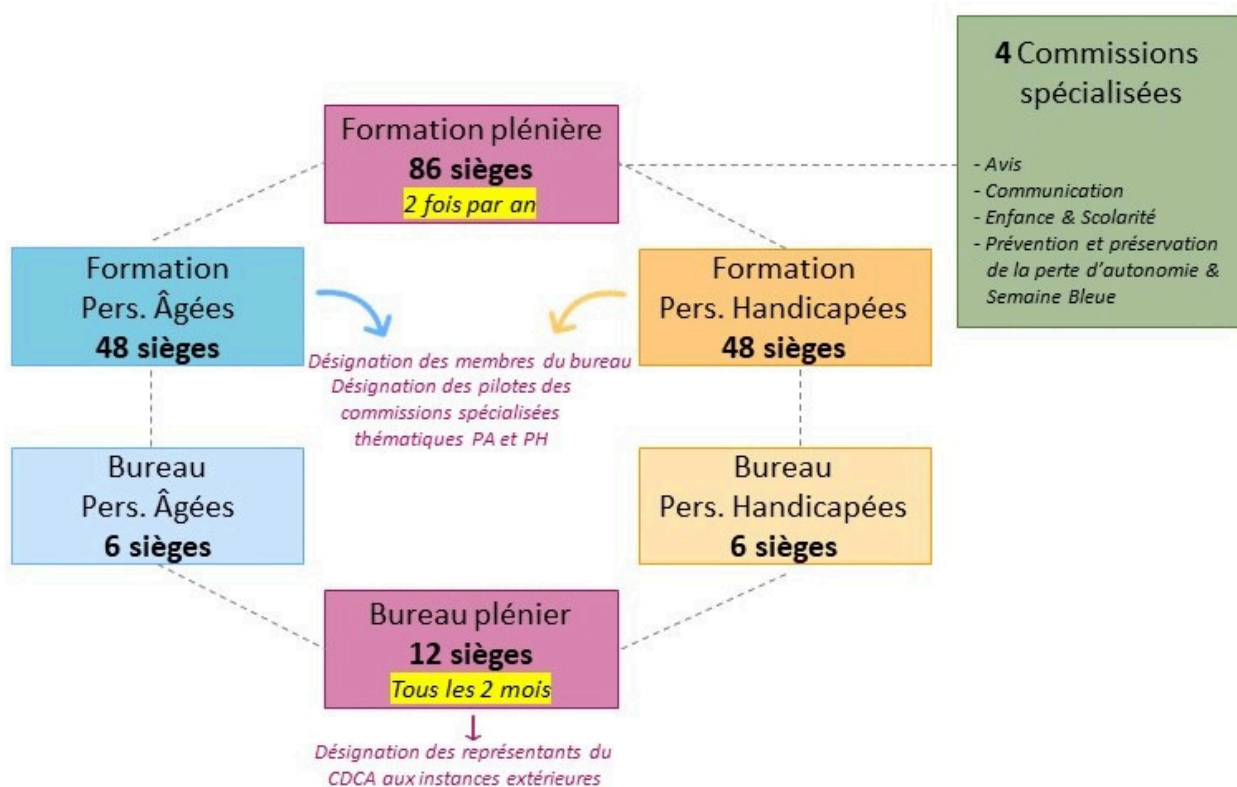 Formation plénière
86 sièges
2 fois par an
4 Commissions
spécialisées
- Avis
- Communication
- Enfance & Scolarité
- Prévention et préservation
de la perte d’autonomie &
Semaine Bleue
Formation
Pers. Âgées
48 sièges
Formation
Pers. Handicapées
48 sièges
Désignation des membres du bureau
Désignation des pilotes des
commissions spécialisées
thématiques PA et PH
Bureau
Pers. Âgées
6 sièges
Bureau
Pers. Handicapées
6 sièges
Bureau plénier
12 sièges
Tous les 2 mois
Désignation des représentants du
CDCA aux instances extérieures